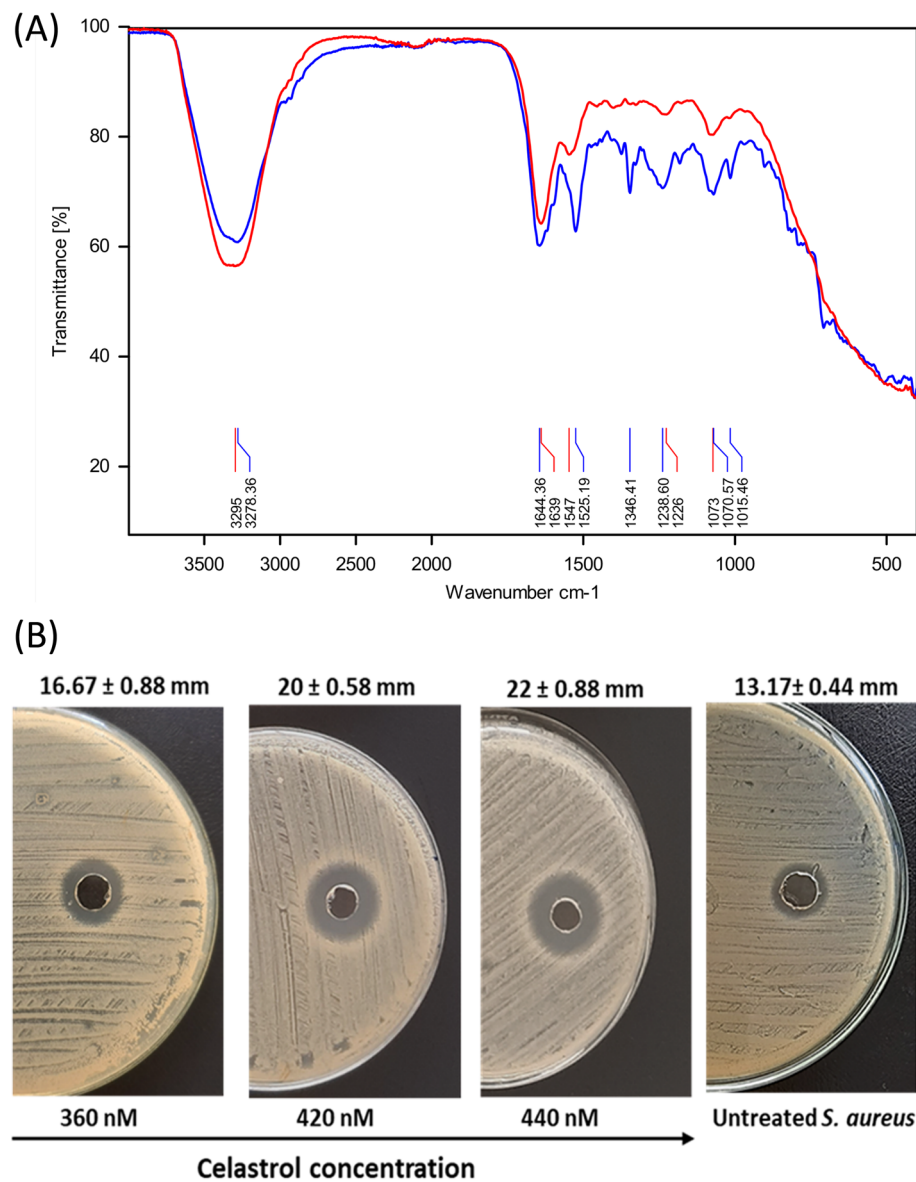 (A)
100
80
60
40
20
Transmittance [%]
3295
3278.36
1644.36
1639
1547
1525.19
1346.41
1238.60
1226
1073
1070.57
1015.46
3500 3000 2500 2000 1500 1000 500
Wavenumber cm-1
(B)
16.67 ± 0.88 mm 20 ± 0.58 mm 22 ± 0.88 mm 13.17± 0.44 mm
360 nM 420 nM 440 nM Untreated S. aureus
Celastrol concentration